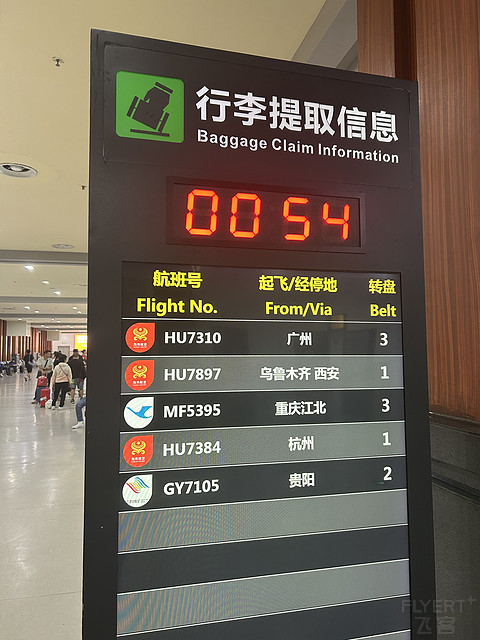 行李提取信息
Baggage Claim Information
00 54
航班号 起飞/经停地 转盘
Flight No. From/Via Belt
HU7310 广州 3
HU7897 乌鲁木齐 西安 1
MF5395 重庆江北 3
HU7384 杭州 1
GY7105 贵阳 2
FLYERT+
飞客